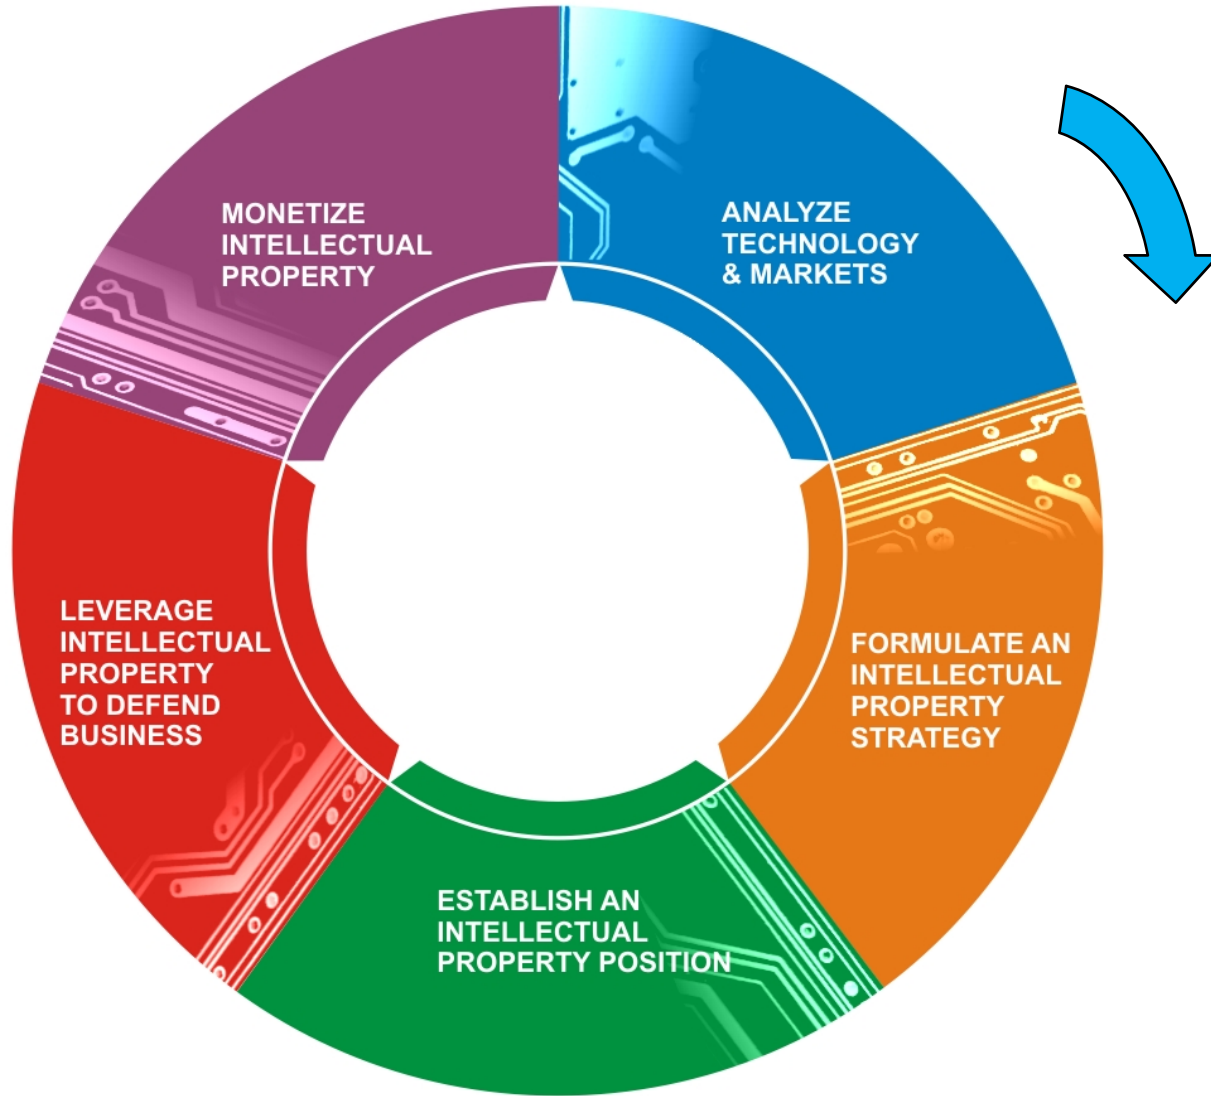 MONETIZE
INTELLECTUAL
PROPERTY
ANALYZE
TECHNOLOGY
& MARKETS
FORMULATE AN
INTELLECTUAL
PROPERTY
STRATEGY
ESTABLISH AN
INTELLECTUAL
PROPERTY POSITION
LEVERAGE
INTELLECTUAL
PROPERTY
TO DEFEND
BUSINESS